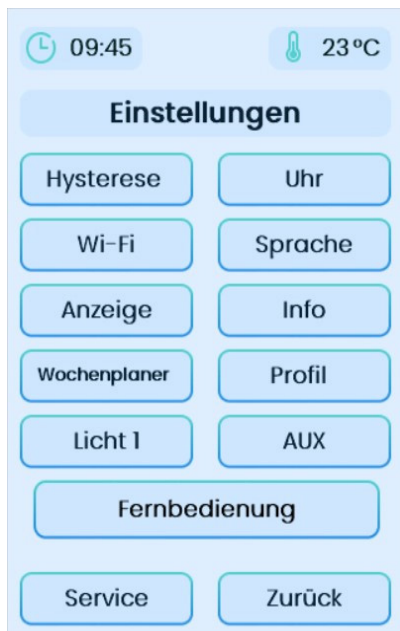 09:45 23 °C
Einstellungen
Hysterese Uhr
Wi-Fi Sprache
Anzeige Info
Wochenplaner Profil
Licht 1 AUX
Fernbedienung
Service Zurück